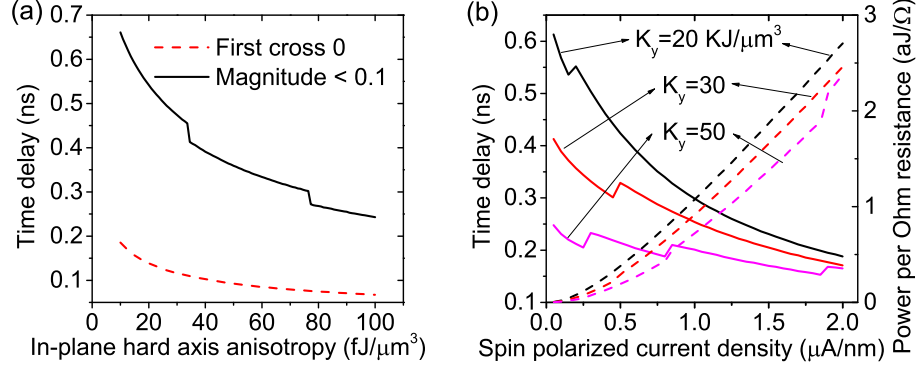 (a)
Time delay (ns)
0.7
0.6
0.5
0.4
0.3
0.2
0.1
First cross 0
Magnitude < 0.1
0 20 40 60 80 100
In-plane hard axis anisotropy (fJ/μm³)
(b)
Time delay (ns)
0.6
0.5
0.4
0.3
0.2
0.1
K_y=20 KJ/μm³
K_y=30
K_y=50
3
2
1
0
Power per Ohm resistance (aJ/Ω)
0.0 0.5 1.0 1.5 2.0
Spin polarized current density (μA/nm)